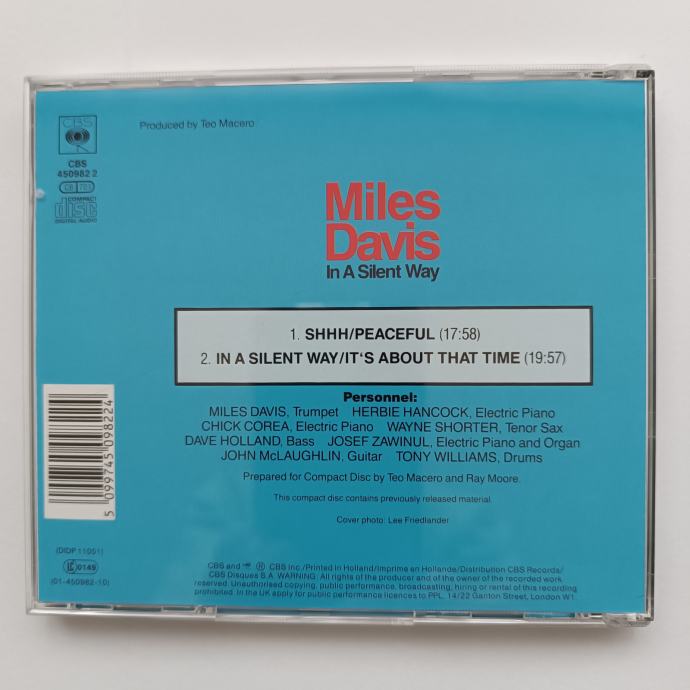 CBS
CBS
450982 2
COMPACT
disc
DIGITAL AUDIO
Produced by Teo Macero
Miles
Davis
In A Silent Way
1. SHHH/PEACEFUL (17:58)
2. IN A SILENT WAY/IT'S ABOUT THAT TIME (19:57)
Personnel:
MILES DAVIS, Trumpet HERBIE HANCOCK, Electric Piano
CHICK COREA, Electric Piano WAYNE SHORTER, Tenor Sax
DAVE HOLLAND, Bass JOSEF ZAWINUL, Electric Piano and Organ
JOHN McLAUGHLIN, Guitar TONY WILLIAMS, Drums
Prepared for Compact Disc by Teo Macero and Ray Moore.
This compact disc contains previously released material.
Cover photo: Lee Friedlander
5 099745 098224
(DIDP 11051)
LC 0149
(01-450982-10)
CBS and ℗ CBS Inc./Printed in Holland/Imprime en Hollande/Distribution CBS Records/
CBS Disques S.A. WARNING: All rights of the producer and of the owner of the recorded work
reserved. Unauthorised copying, public performance, broadcasting, hiring or rental of this recording
prohibited. In the UK apply for public performance licences to PPL, 14/22 Ganton Street, London W1.